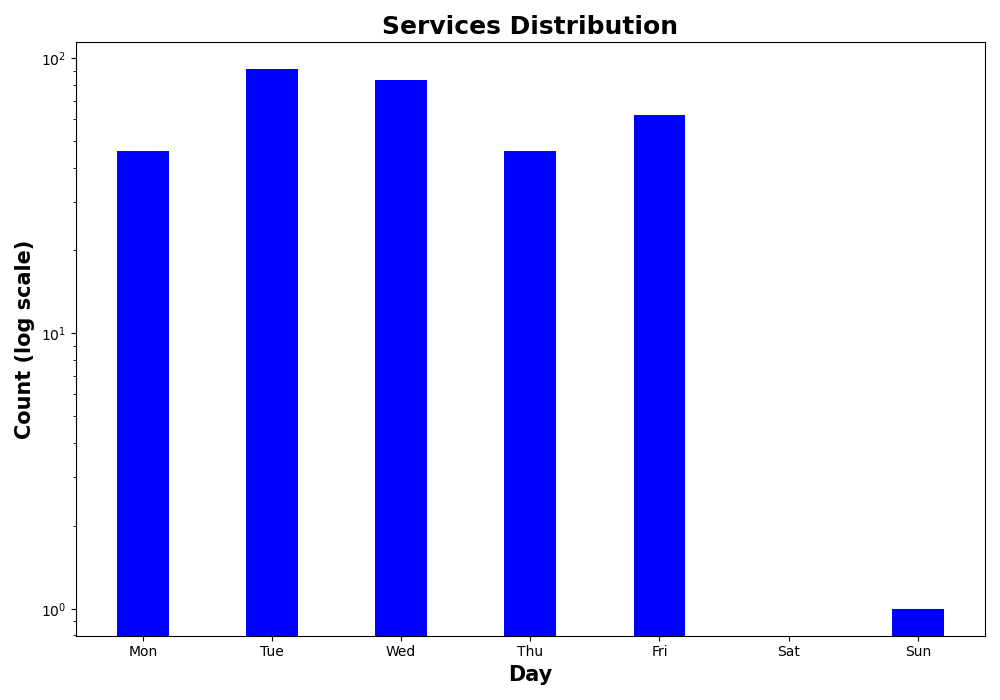 Services Distribution
Count (log scale)
10²
10¹
10⁰
Mon Tue Wed Thu Fri Sat Sun
Day